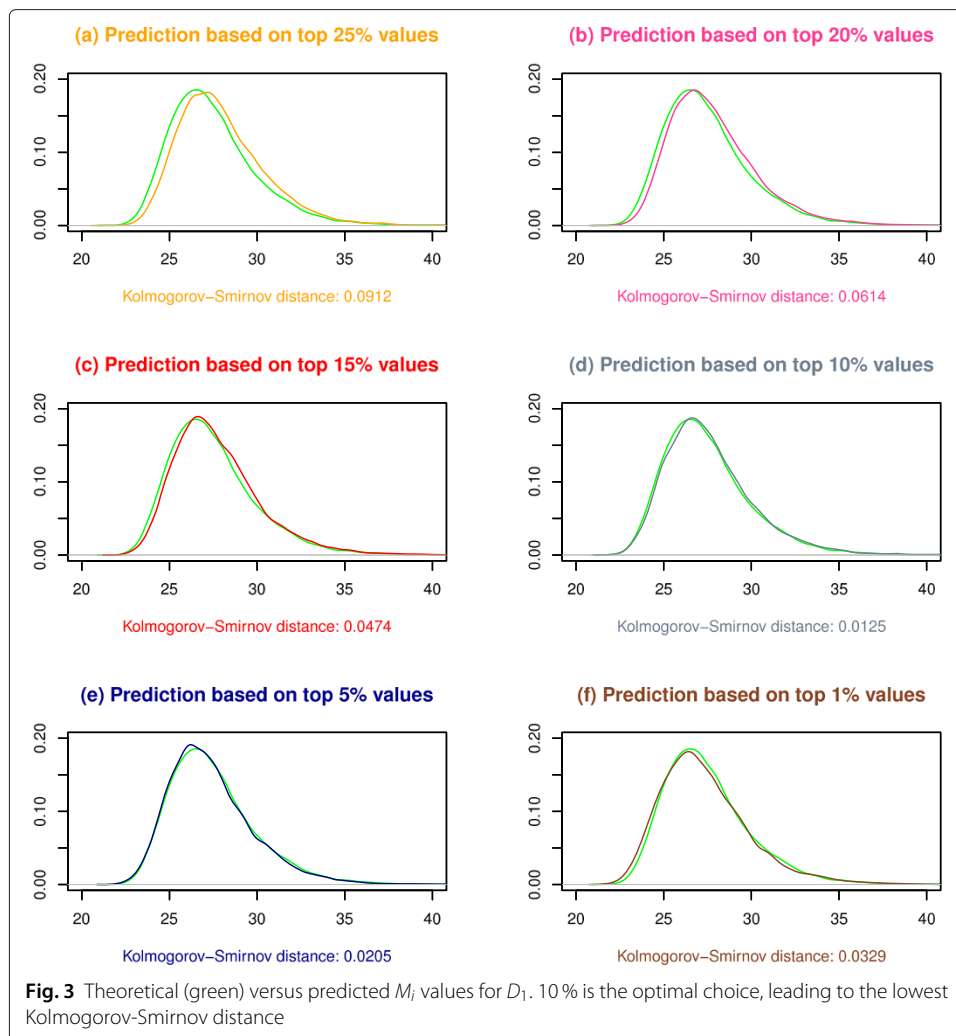 (a) Prediction based on top 25% values
0.00 0.10 0.20
20 25 30 35 40
Kolmogorov−Smirnov distance: 0.0912
(b) Prediction based on top 20% values
0.00 0.10 0.20
20 25 30 35 40
Kolmogorov−Smirnov distance: 0.0614
(c) Prediction based on top 15% values
0.00 0.10 0.20
20 25 30 35 40
Kolmogorov−Smirnov distance: 0.0474
(d) Prediction based on top 10% values
0.00 0.10 0.20
20 25 30 35 40
Kolmogorov−Smirnov distance: 0.0125
(e) Prediction based on top 5% values
0.00 0.10 0.20
20 25 30 35 40
Kolmogorov−Smirnov distance: 0.0205
(f) Prediction based on top 1% values
0.00 0.10 0.20
20 25 30 35 40
Kolmogorov−Smirnov distance: 0.0329
Fig. 3 Theoretical (green) versus predicted Mi values for D1. 10 % is the optimal choice, leading to the lowest
Kolmogorov-Smirnov distance